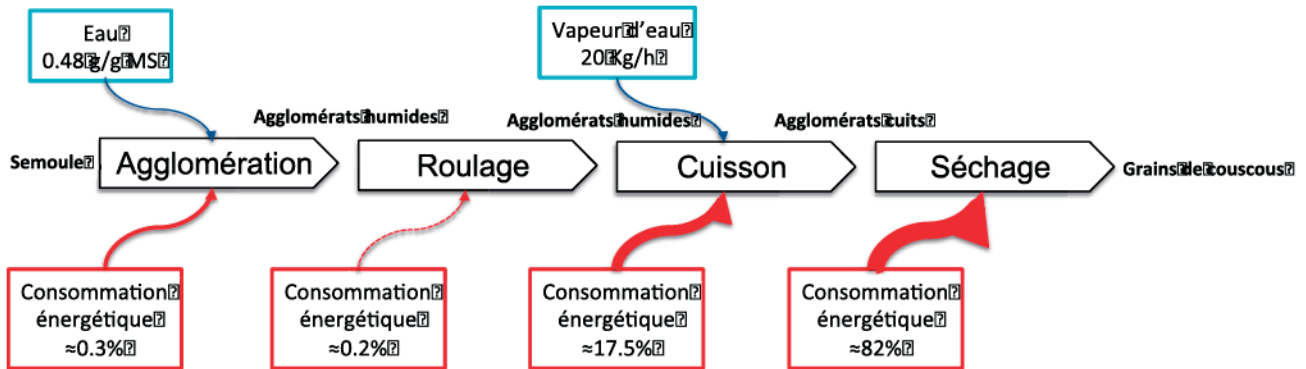 Eau
0.48 g/g MS
Vapeur d'eau
20 Kg/h
Agglomérats humides
Agglomérats humides
Agglomérats cuits
Semoule
Agglomération
Roulage
Cuisson
Séchage
Grains de couscous
Consommation
énergétique
≈0.3%
Consommation
énergétique
≈0.2%
Consommation
énergétique
≈17.5%
Consommation
énergétique
≈82%